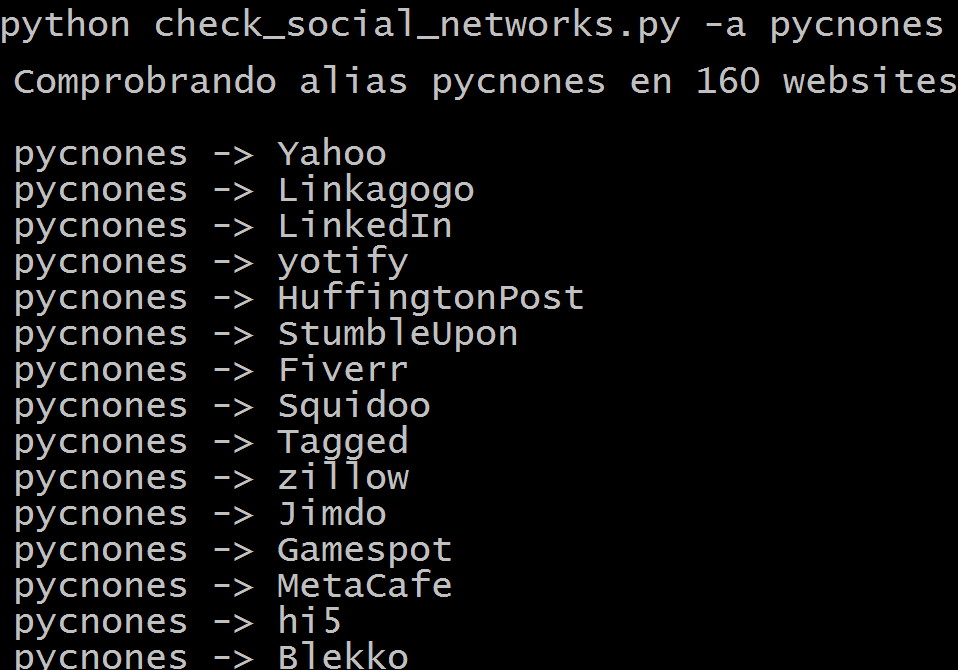 python check_social_networks.py -a pycnones
Comprobrando alias pycnones en 160 websites
pycnones -> Yahoo
pycnones -> Linkagogo
pycnones -> LinkedIn
pycnones -> yotify
pycnones -> HuffingtonPost
pycnones -> StumbleUpon
pycnones -> Fiverr
pycnones -> Squidoo
pycnones -> Tagged
pycnones -> zillow
pycnones -> Jimdo
pycnones -> Gamespot
pycnones -> MetaCafe
pycnones -> hi5
pycnones -> Blekko